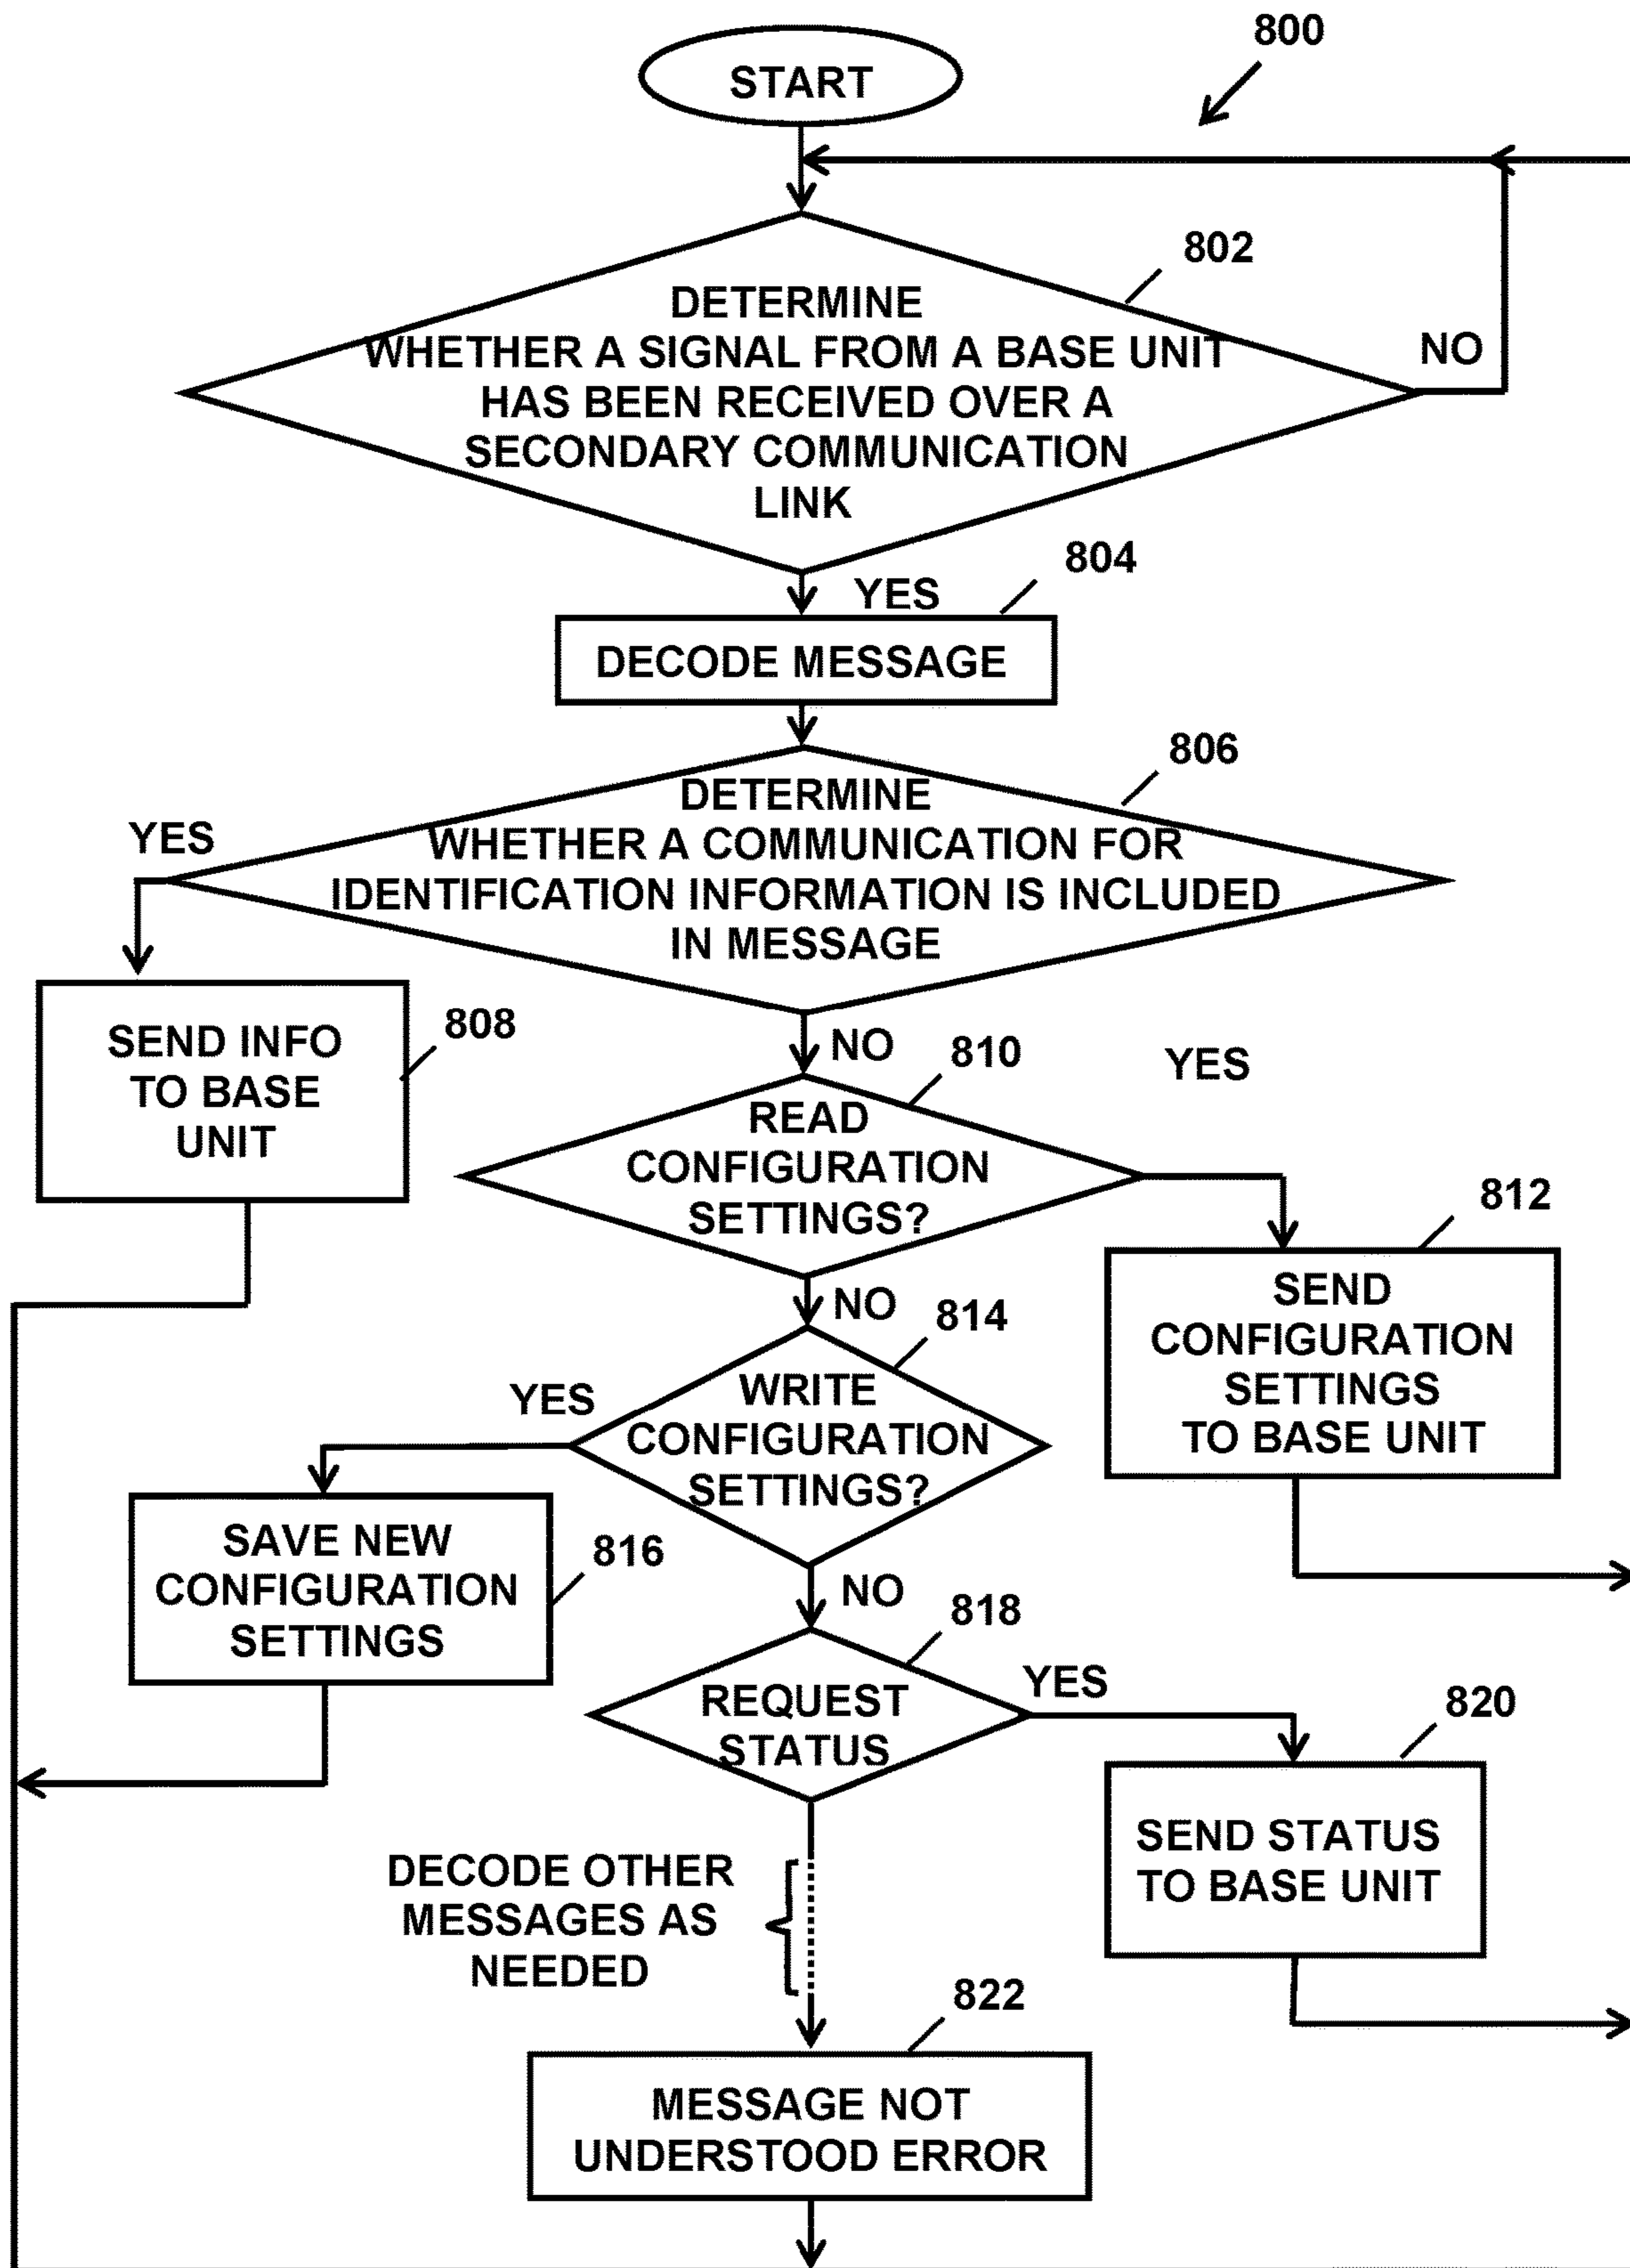 800
START
802
DETERMINE
WHETHER A SIGNAL FROM A BASE UNIT
HAS BEEN RECEIVED OVER A
SECONDARY COMMUNICATION
LINK
NO
804
YES
DECODE MESSAGE
806
DETERMINE
WHETHER A COMMUNICATION FOR
IDENTIFICATION INFORMATION IS INCLUDED
IN MESSAGE
YES
808
SEND INFO
TO BASE
UNIT
NO
810
YES
READ
CONFIGURATION
SETTINGS?
812
SEND
CONFIGURATION
SETTINGS
TO BASE UNIT
NO
814
YES
WRITE
CONFIGURATION
SETTINGS?
SAVE NEW
CONFIGURATION
SETTINGS
816
NO
818
YES
REQUEST
STATUS
820
SEND STATUS
TO BASE UNIT
DECODE OTHER
MESSAGES AS
NEEDED
822
MESSAGE NOT
UNDERSTOOD ERROR